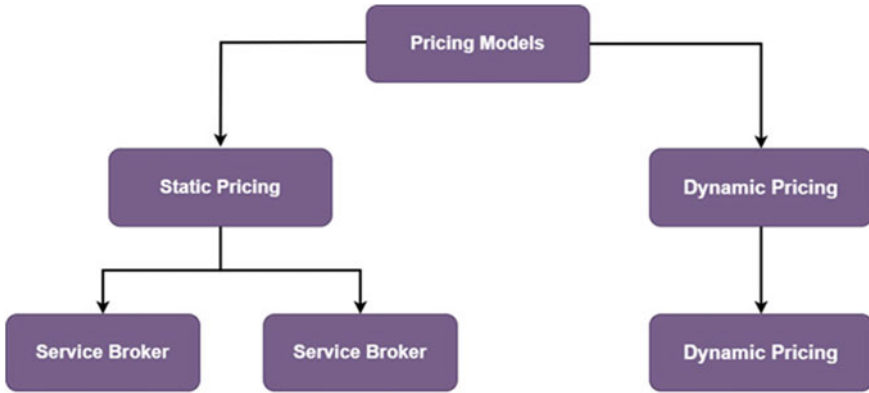 Pricing Models
Static Pricing
Dynamic Pricing
Service Broker
Service Broker
Dynamic Pricing